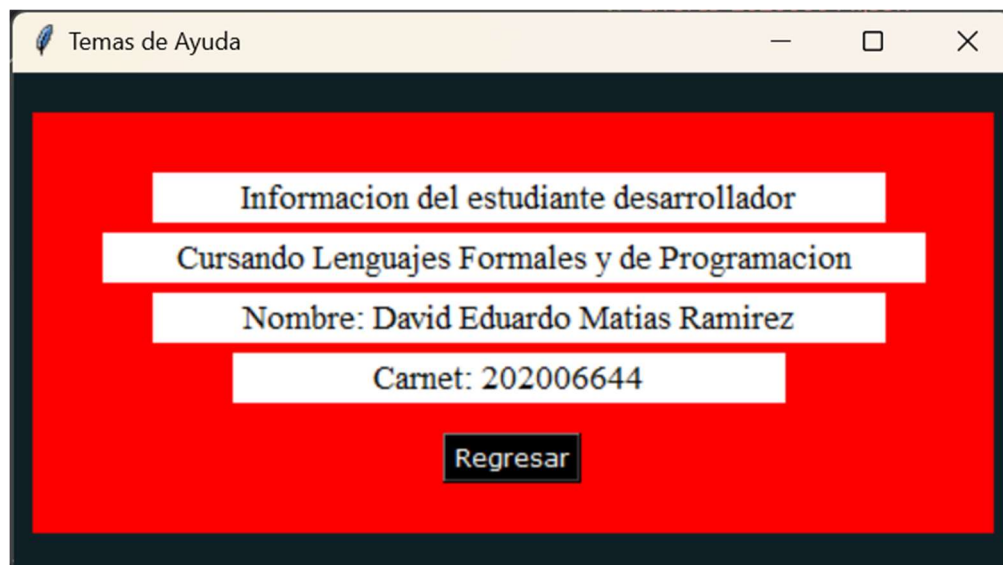 Temas de Ayuda
Informacion del estudiante desarrollador
Cursando Lenguajes Formales y de Programacion
Nombre: David Eduardo Matias Ramirez
Carnet: 202006644
Regresar